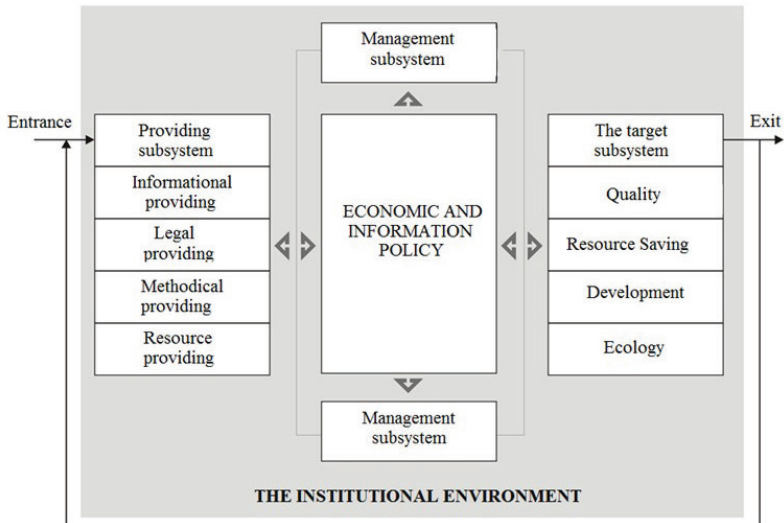 Management
subsystem
Entrance
Providing
subsystem
Informational
providing
Legal
providing
Methodical
providing
Resource
providing
ECONOMIC AND
INFORMATION
POLICY
Exit
The target
subsystem
Quality
Resource Saving
Development
Ecology
Management
subsystem
THE INSTITUTIONAL ENVIRONMENT